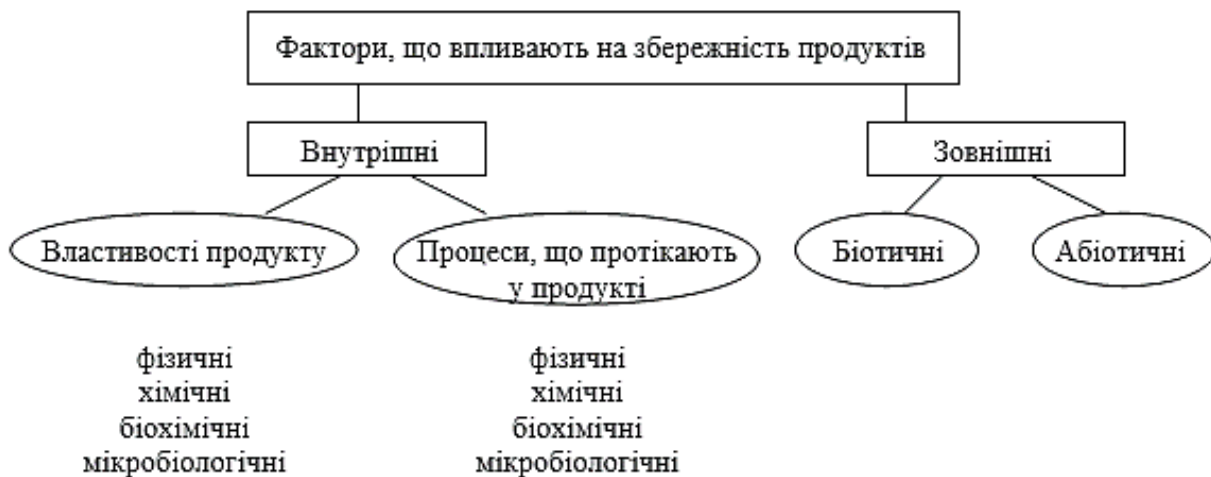 Фактори, що впливають на збережність продуктів
Внутрішні
Зовнішні
Властивості продукту
Процеси, що протікають
у продукті
Біотичні
Абіотичні
фізичні
хімічні
біохімічні
мікробіологічні
фізичні
хімічні
біохімічні
мікробіологічні